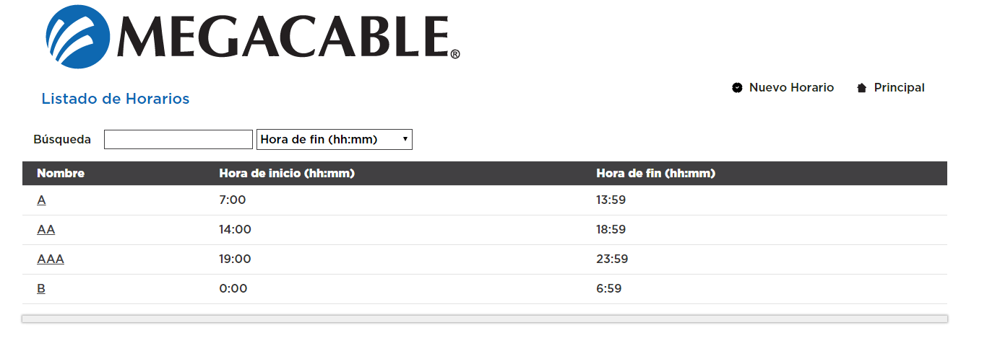 MEGACABLE®
Nuevo Horario Principal
Listado de Horarios
Búsqueda Hora de fin (hh:mm)
Nombre Hora de inicio (hh:mm) Hora de fin (hh:mm)
A 7:00 13:59
AA 14:00 18:59
AAA 19:00 23:59
B 0:00 6:59